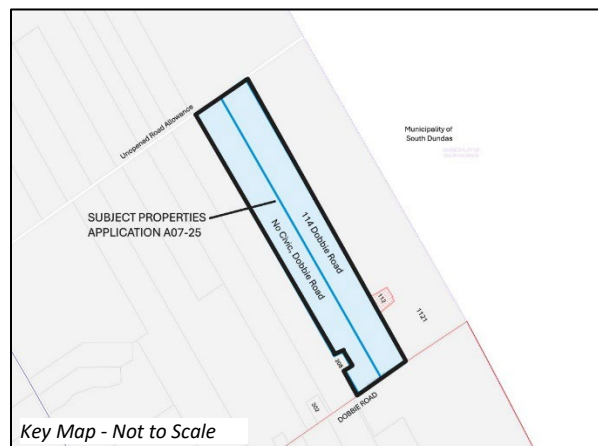 Unopened Road Allowance
Municipality of
South Dundas
SUBJECT PROPERTIES
APPLICATION A07-25
114 Dobbie Road
No Civic, Dobbie Road
112
1121
308
302
DOBBIE ROAD
Key Map - Not to Scale